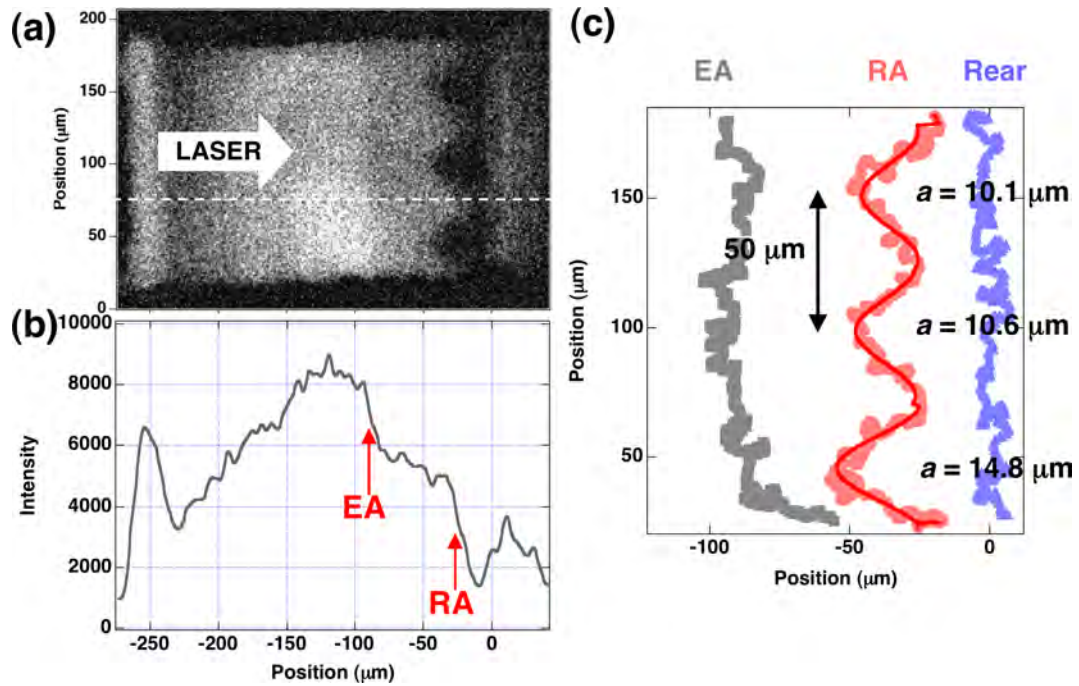 (a)
200
150
100
50
0
Position (μm)
LASER
(b)
10000
8000
6000
4000
2000
0
Intensity
EA
RA
-250
-200
-150
-100
-50
0
Position (μm)
(c)
EA
RA
Rear
150
100
50
Position (μm)
50 μm
a = 10.1 μm
a = 10.6 μm
a = 14.8 μm
-100
-50
0
Position (μm)